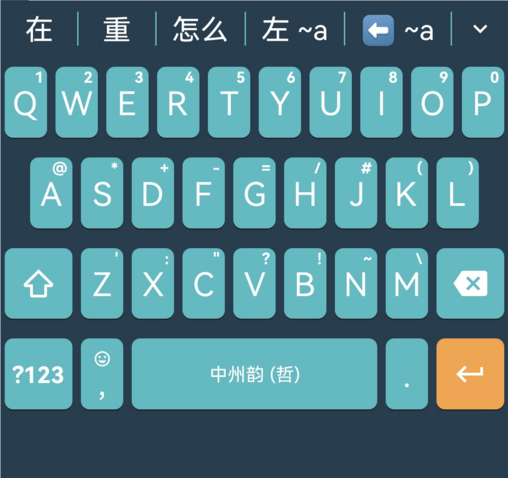 在 重 怎么 左 ~a ⬅️ ~a
1 2 3 4 5 6 7 8 9 0
Q W E R T Y U I O P
@ * + - = / # ( )
A S D F G H J K L
' : " ? ! ~ \
Z X C V B N M
?123 , 中州韵 (哲) .